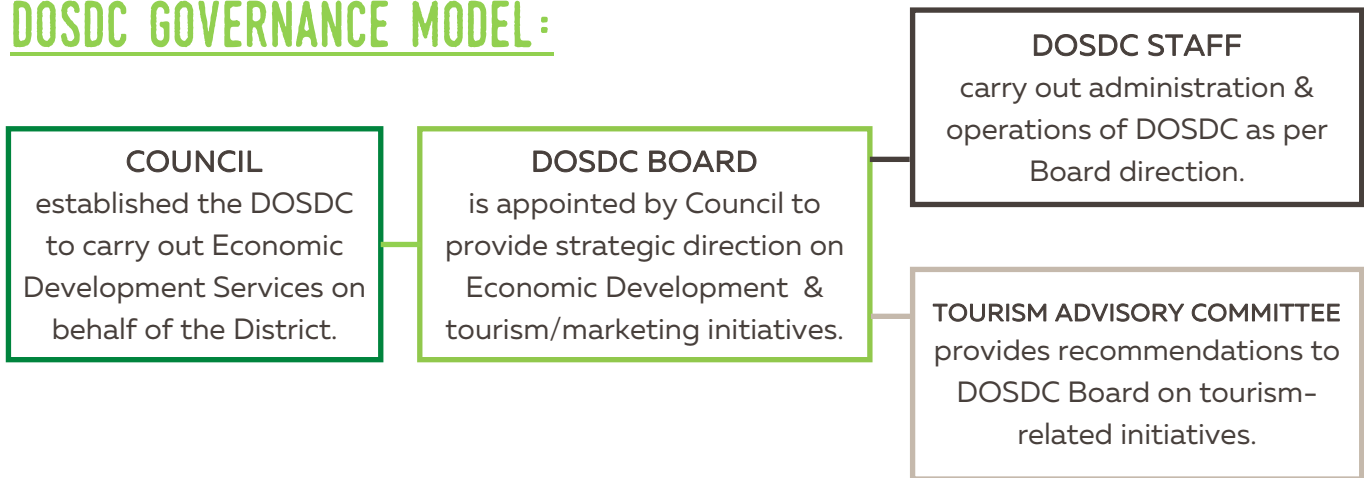 DOSDC GOVERNANCE MODEL:
COUNCIL
established the DOSDC
to carry out Economic
Development Services on
behalf of the District.
DOSDC BOARD
is appointed by Council to
provide strategic direction on
Economic Development &
tourism/marketing initiatives.
DOSDC STAFF
carry out administration &
operations of DOSDC as per
Board direction.
TOURISM ADVISORY COMMITTEE
provides recommendations to
DOSDC Board on tourism-
related initiatives.